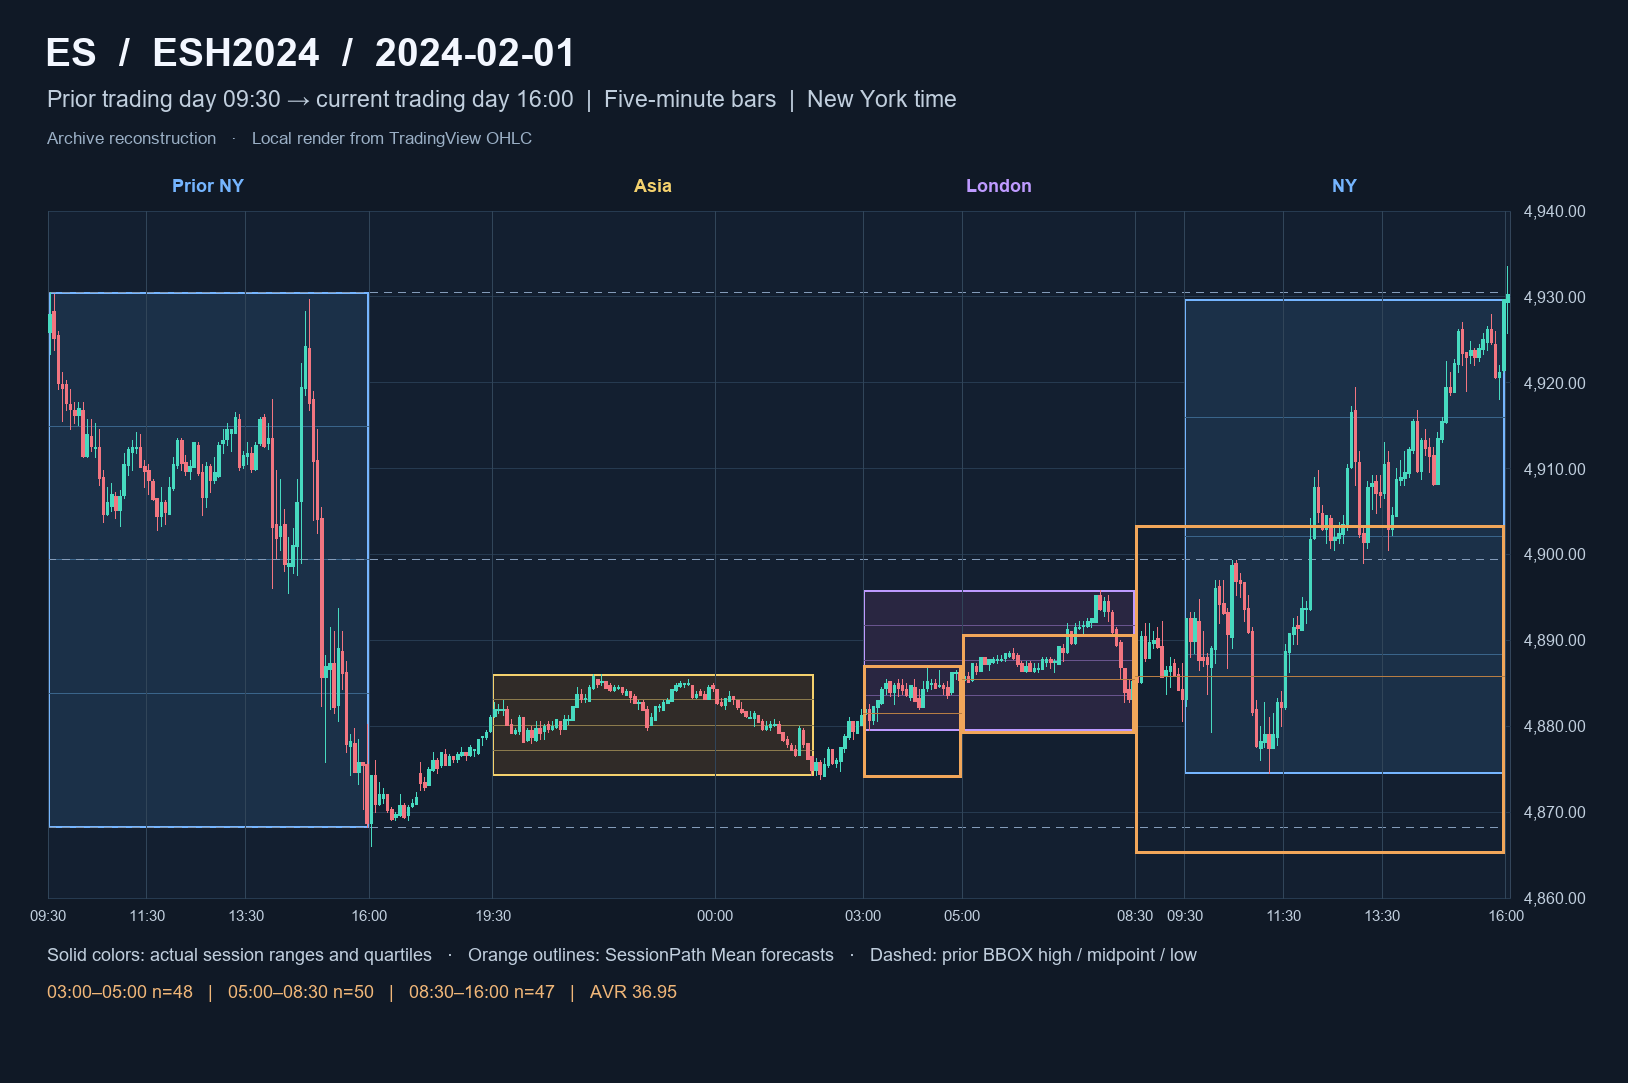 ES / ESH2024 / 2024-02-01
Prior trading day 09:30 → current trading day 16:00 | Five-minute bars | New York time
Archive reconstruction · Local render from TradingView OHLC
Prior NY Asia London NY
4,940.00
4,930.00
4,920.00
4,910.00
4,900.00
4,890.00
4,880.00
4,870.00
4,860.00
09:30 11:30 13:30 16:00 19:30 00:00 03:00 05:00 08:30 09:30 11:30 13:30 16:00
Solid colors: actual session ranges and quartiles · Orange outlines: SessionPath Mean forecasts · Dashed: prior BBOX high / midpoint / low
03:00–05:00 n=48 | 05:00–08:30 n=50 | 08:30–16:00 n=47 | AVR 36.95